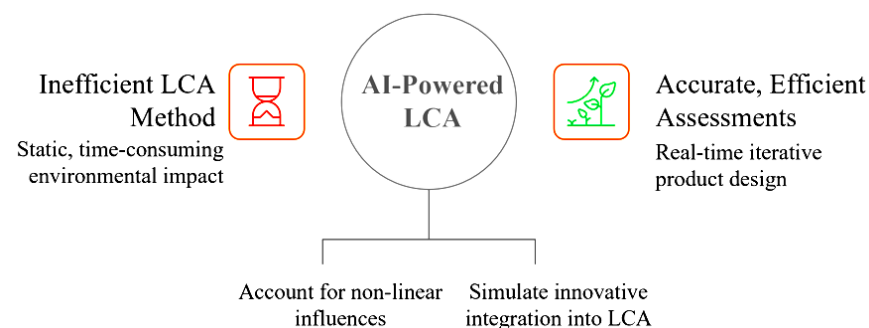 Inefficient LCA
Method
Static, time-consuming
environmental impact
AI-Powered
LCA
Accurate, Efficient
Assessments
Real-time iterative
product design
Account for non-linear
influences
Simulate innovative
integration into LCA